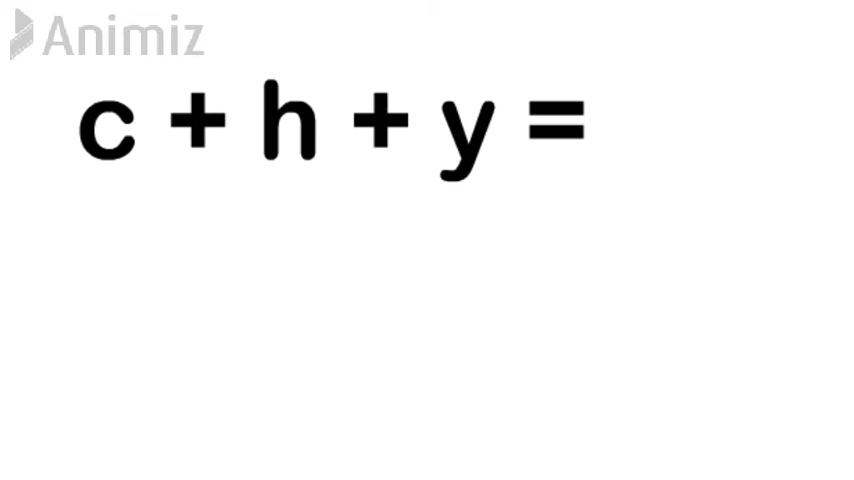 Animiz
c + h + y =